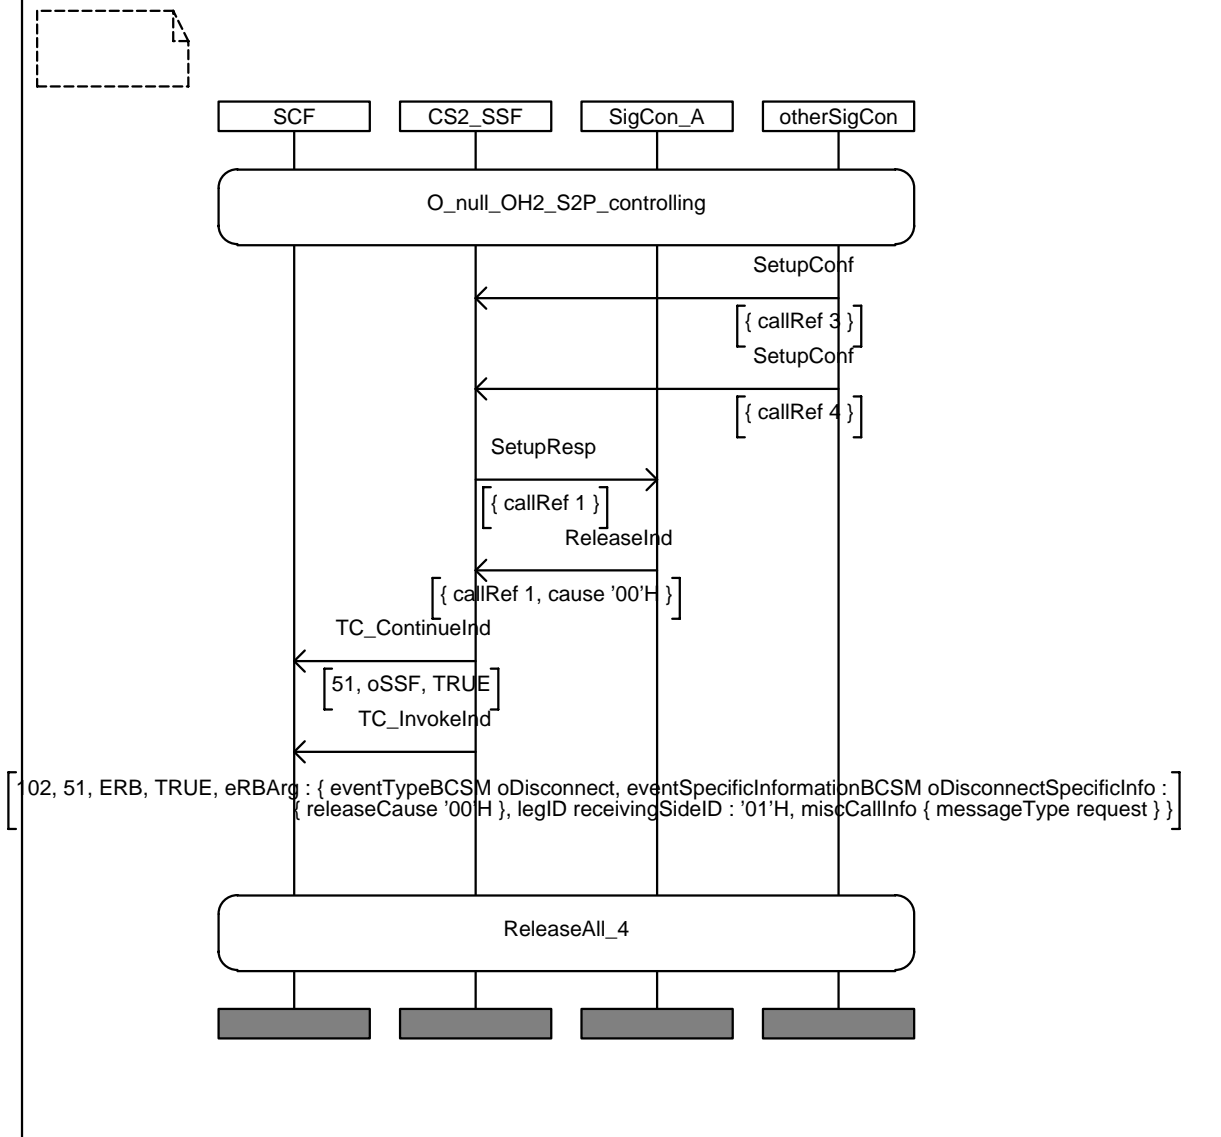 SCF
CS2_SSF
SigCon_A
otherSigCon
O_null_OH2_S2P_controlling
SetupConf
{ callRef 3 }
SetupConf
{ callRef 4 }
SetupResp
{ callRef 1 }
ReleaseInd
{ callRef 1, cause ’00’H }
TC_ContinueInd
51, oSSF, TRUE
TC_InvokeInd
102, 51, ERB, TRUE, eRBArg : { eventTypeBCSM oDisconnect, eventSpecificInformationBCSM oDisconnectSpecificInfo :
{ releaseCause ’00’H }, legID receivingSideID : ’01’H, miscCallInfo { messageType request } }
ReleaseAll_4